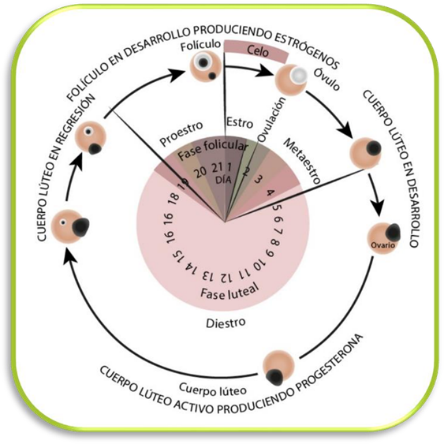 FOLÍCULO EN DESARROLLO PRODUCIENDO ESTRÓGENOS
Folículo
Celo
Óvulo
CUERPO LÚTEO EN DESARROLLO
CUERPO LÚTEO EN REGRESIÓN
Proestro
Estro
Ovulación
Metaestro
Fase folicular
19 20 21 1 2 3 4 5 6 7 8 9 10 11 12 13 14 15 16 16 18
DÍA
Ovario
Fase luteal
Diestro
Cuerpo lúteo
CUERPO LÚTEO ACTIVO PRODUCIENDO PROGESTERONA